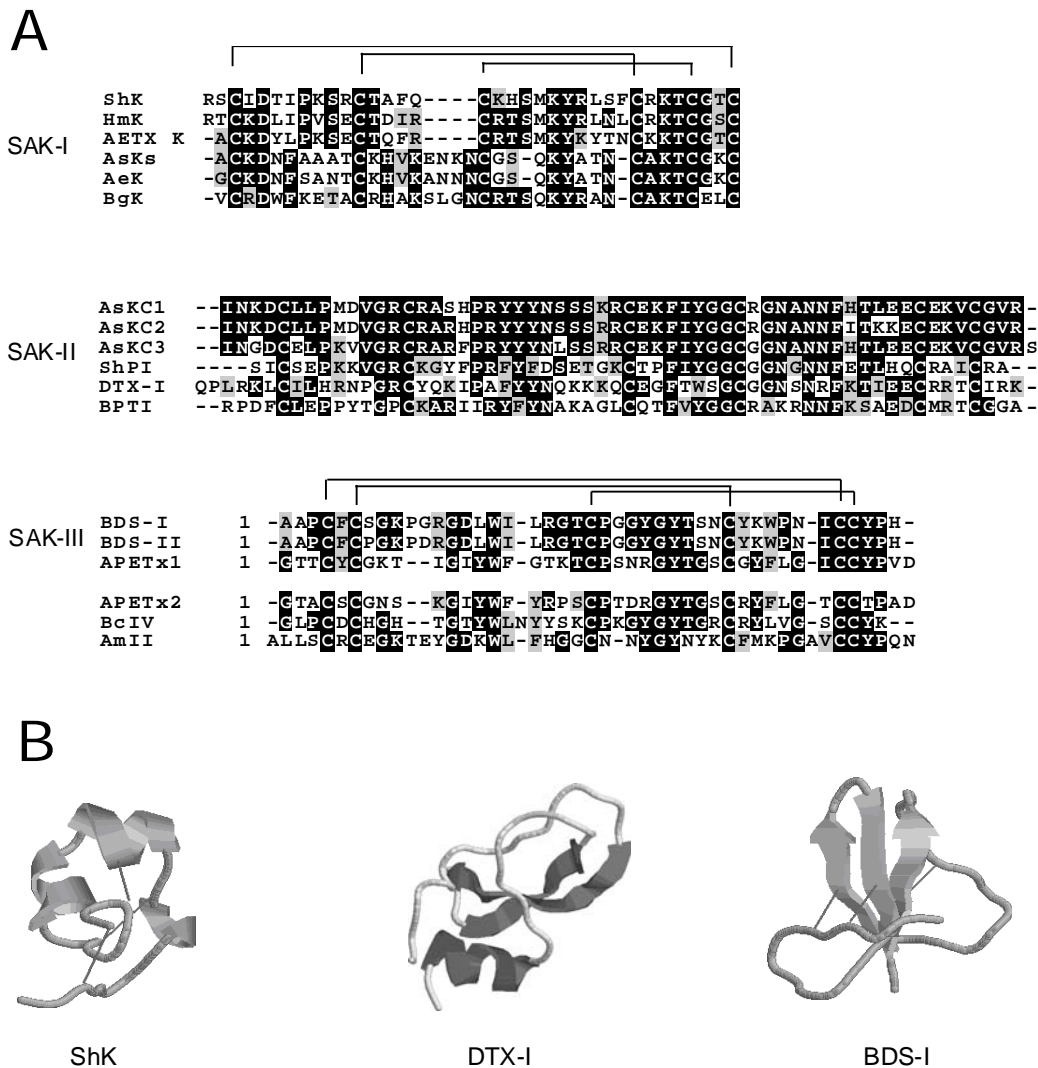 A
ShK RSCIDTIPKSRCTAFQ----CKHSMKYRLSFCRKTCGTC
HmK RTCKDLIPVSECTDIR----CRTSMKYRLNLCRKTCGSC
SAK-I
AETX K -ACKDYLPKSECTQFR----CRTSMKYKYTNCKKTCGTC
AsKs -ACKDNFAAATCKHVKENKNCGS-QKYATN-CAKTCGKC
AeK -GCKDNFSANTCKHVKANNNCGS-QKYATN-CAKTCGKC
BgK -VCRDWFKETACRHAKSLGNCRTSQKYRAN-CAKTCELC
AsKC1 --INKDCLLPMDVGRCRASHPRYYYNSSSKRCEKFIYGGCRGNANNFHTLEECEKVCGVR-
AsKC2 --INKDCLLPMDVGRCRARHPRYYYNSSSRRCEKFIYGGCRGNANNFITKKECEKVCGVR-
SAK-II
AsKC3 --INGDCELPKVVGRCRARFPRYYYNLSSRRCEKFIYGGCRGNANNFHTLEECEKVCGVRS
ShPI ----SICSEPKKVGRCKGYFPRFYFDSETGKCTPFIYGGCGGNGNNFETLHQCRAICRA--
DTX-I QPLRKLCILHRNPGRCYQKIPAFYYNQKKKQCEGFTWSGCGGNSNRFKTIEECRRTCIRK-
BPTI --RPDFCLEPPYTGPCKARIIRYFYNAKAGLCQTFVYGGCRAKRNNFKSAEDCMRTCGGA-
SAK-III
BDS-I 1 -AAPCFCSGKPGRGDLWI-LRGTCPGGYGYTSNCYKWPN-ICCYPH-
BDS-II 1 -AAPCFCPGKPDRGDLWI-LRGTCPGGYGYTSNCYKWPN-ICCYPH-
APETx1 1 -GTTCYCGKT--IGIYWF-GTKTCPSNRGYTGSCGYFLG-ICCYPVD
APETx2 1 -GTACSCGNS--KGIYWF-YRPSCPTDRGYTGSCRYFLG-TCCTPAD
BcIV 1 -GLPCDCHGH--TGTYWLNYYSKCPKGYGYTGRCRYLVG-SCCYK--
AmII 1 ALLSCRCEGKTEYGDKWL-FHGGCN-NYGYNYKCFMKPGAVCCYPQN
B
ShK
DTX-I
BDS-I